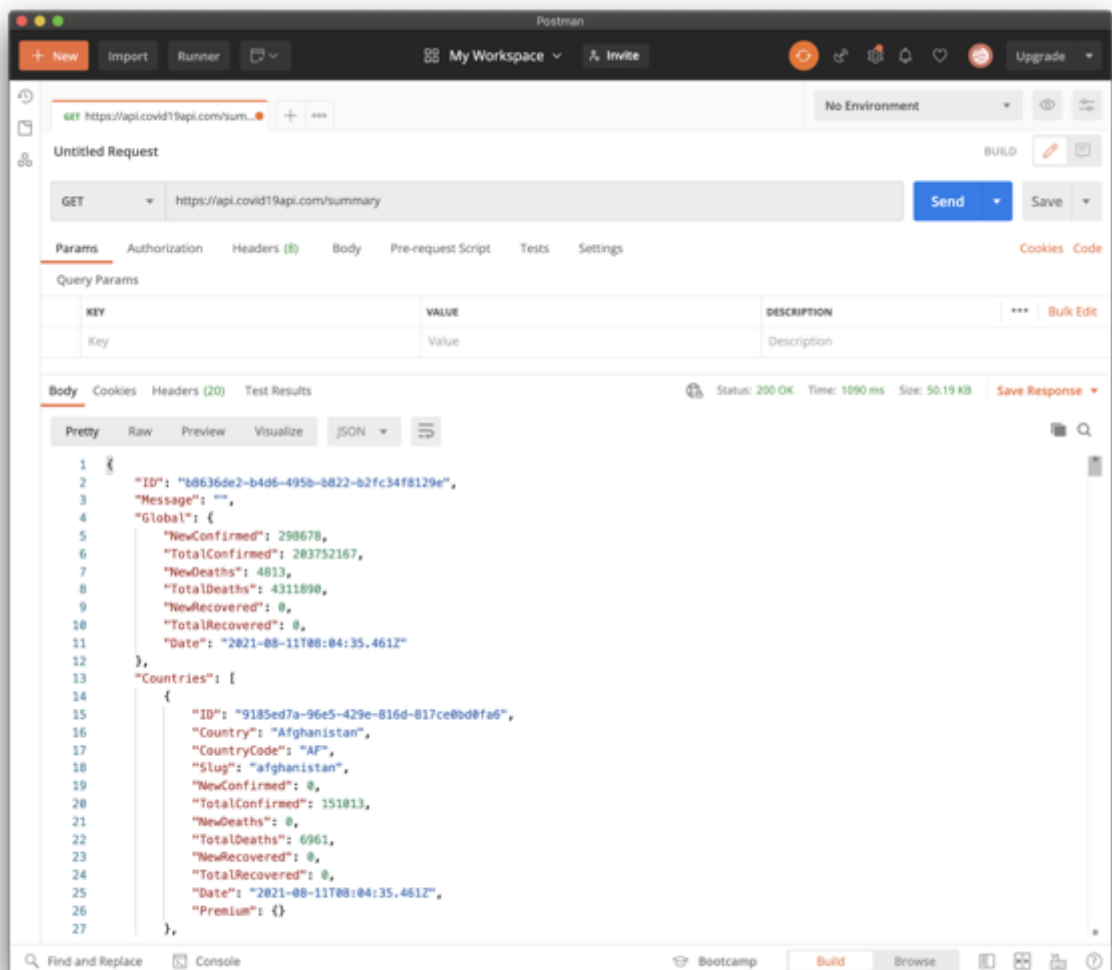 Postman
+ New Import Runner My Workspace Invite Upgrade
GET https://api.covid19api.com/sum... + ••• No Environment
Untitled Request BUILD
GET https://api.covid19api.com/summary Send Save
Params Authorization Headers (8) Body Pre-request Script Tests Settings Cookies Code
Query Params
KEY VALUE DESCRIPTION ••• Bulk Edit
Key Value Description
Body Cookies Headers (20) Test Results Status: 200 OK Time: 1090 ms Size: 50.19 KB Save Response
Pretty Raw Preview Visualize JSON
1 {
2 "ID": "b8636de2-b4d6-495b-b822-b2fc34f8129e",
3 "Message": "",
4 "Global": {
5 "NewConfirmed": 298678,
6 "TotalConfirmed": 203752167,
7 "NewDeaths": 4813,
8 "TotalDeaths": 4311890,
9 "NewRecovered": 0,
10 "TotalRecovered": 0,
11 "Date": "2021-08-11T08:04:35.461Z"
12 },
13 "Countries": [
14 {
15 "ID": "9185ed7a-96e5-429e-816d-817ce0bd0fa6",
16 "Country": "Afghanistan",
17 "CountryCode": "AF",
18 "Slug": "afghanistan",
19 "NewConfirmed": 0,
20 "TotalConfirmed": 151013,
21 "NewDeaths": 0,
22 "TotalDeaths": 6961,
23 "NewRecovered": 0,
24 "TotalRecovered": 0,
25 "Date": "2021-08-11T08:04:35.461Z",
26 "Premium": {}
27 },
Find and Replace Console Bootcamp Build Browse